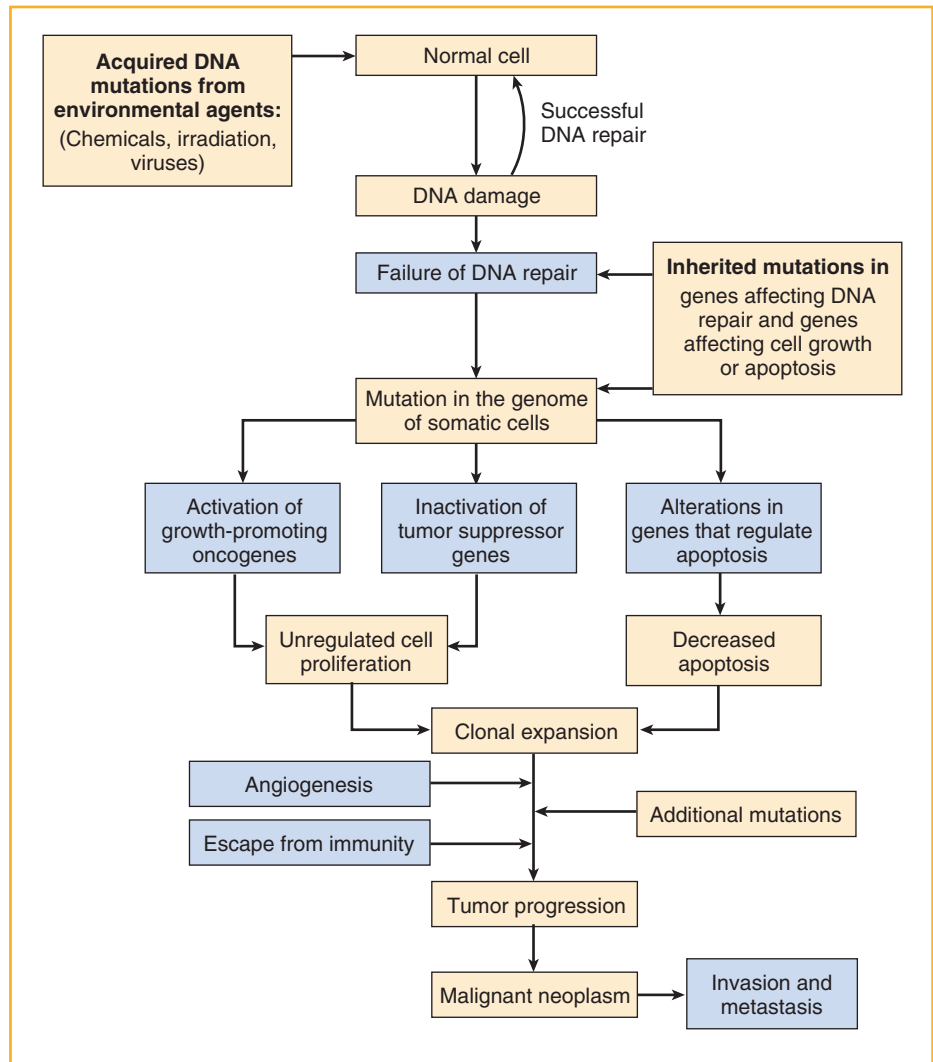 Acquired DNA
mutations from
environmental agents:
(Chemicals, irradiation,
viruses)
Normal cell
Successful
DNA repair
DNA damage
Failure of DNA repair
Inherited mutations in
genes affecting DNA
repair and genes
affecting cell growth
or apoptosis
Mutation in the genome
of somatic cells
Activation of
growth-promoting
oncogenes
Inactivation of
tumor suppressor
genes
Alterations in
genes that regulate
apoptosis
Unregulated cell
proliferation
Decreased
apoptosis
Clonal expansion
Angiogenesis
Additional mutations
Escape from immunity
Tumor progression
Malignant neoplasm
Invasion and
metastasis